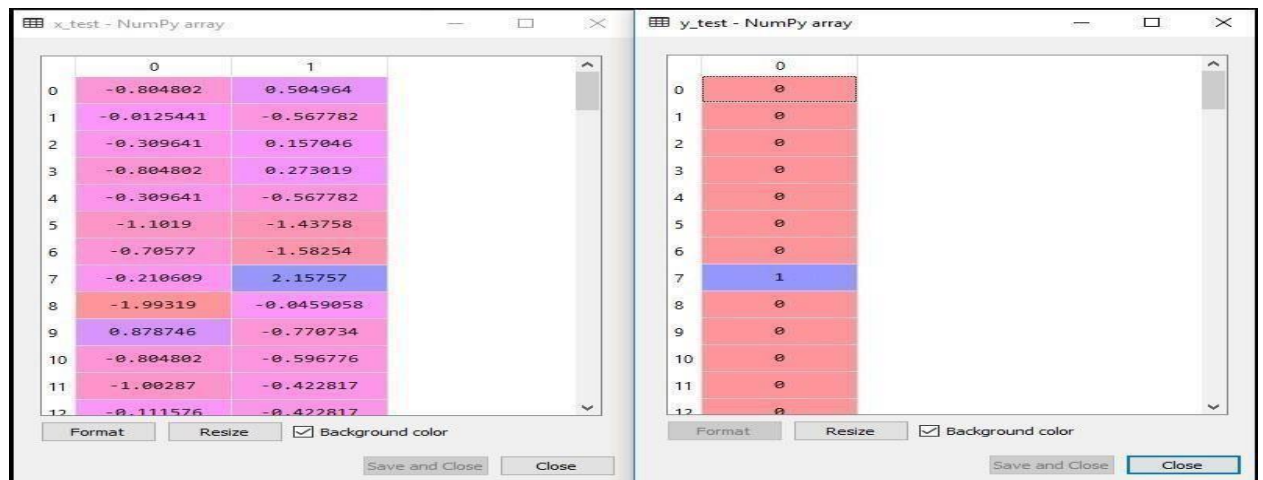 x_test - NumPy array
0 1
0 -0.804802 0.504964
1 -0.0125441 -0.567782
2 -0.309641 0.157046
3 -0.804802 0.273019
4 -0.309641 -0.567782
5 -1.1019 -1.43758
6 -0.70577 -1.58254
7 -0.210609 2.15757
8 -1.99319 -0.0459058
9 0.878746 -0.770734
10 -0.804802 -0.596776
11 -1.00287 -0.422817
12 -0.111576 -0.422817
Format Resize Background color
Save and Close Close
y_test - NumPy array
0
0 0
1 0
2 0
3 0
4 0
5 0
6 0
7 1
8 0
9 0
10 0
11 0
12 0
Format Resize Background color
Save and Close Close